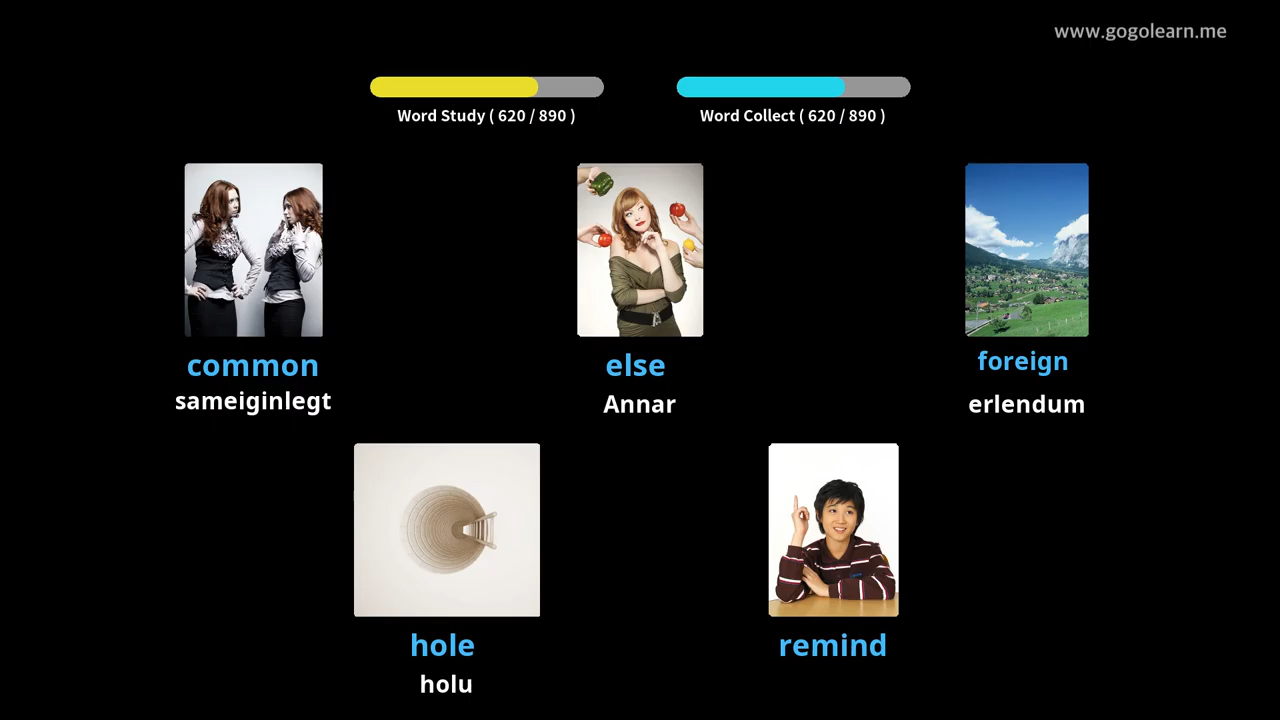 www.gogolearn.me
Word Study ( 620 / 890 )
Word Collect ( 620 / 890 )
common
sameiginlegt
else
Annar
foreign
erlendum
hole
holu
remind